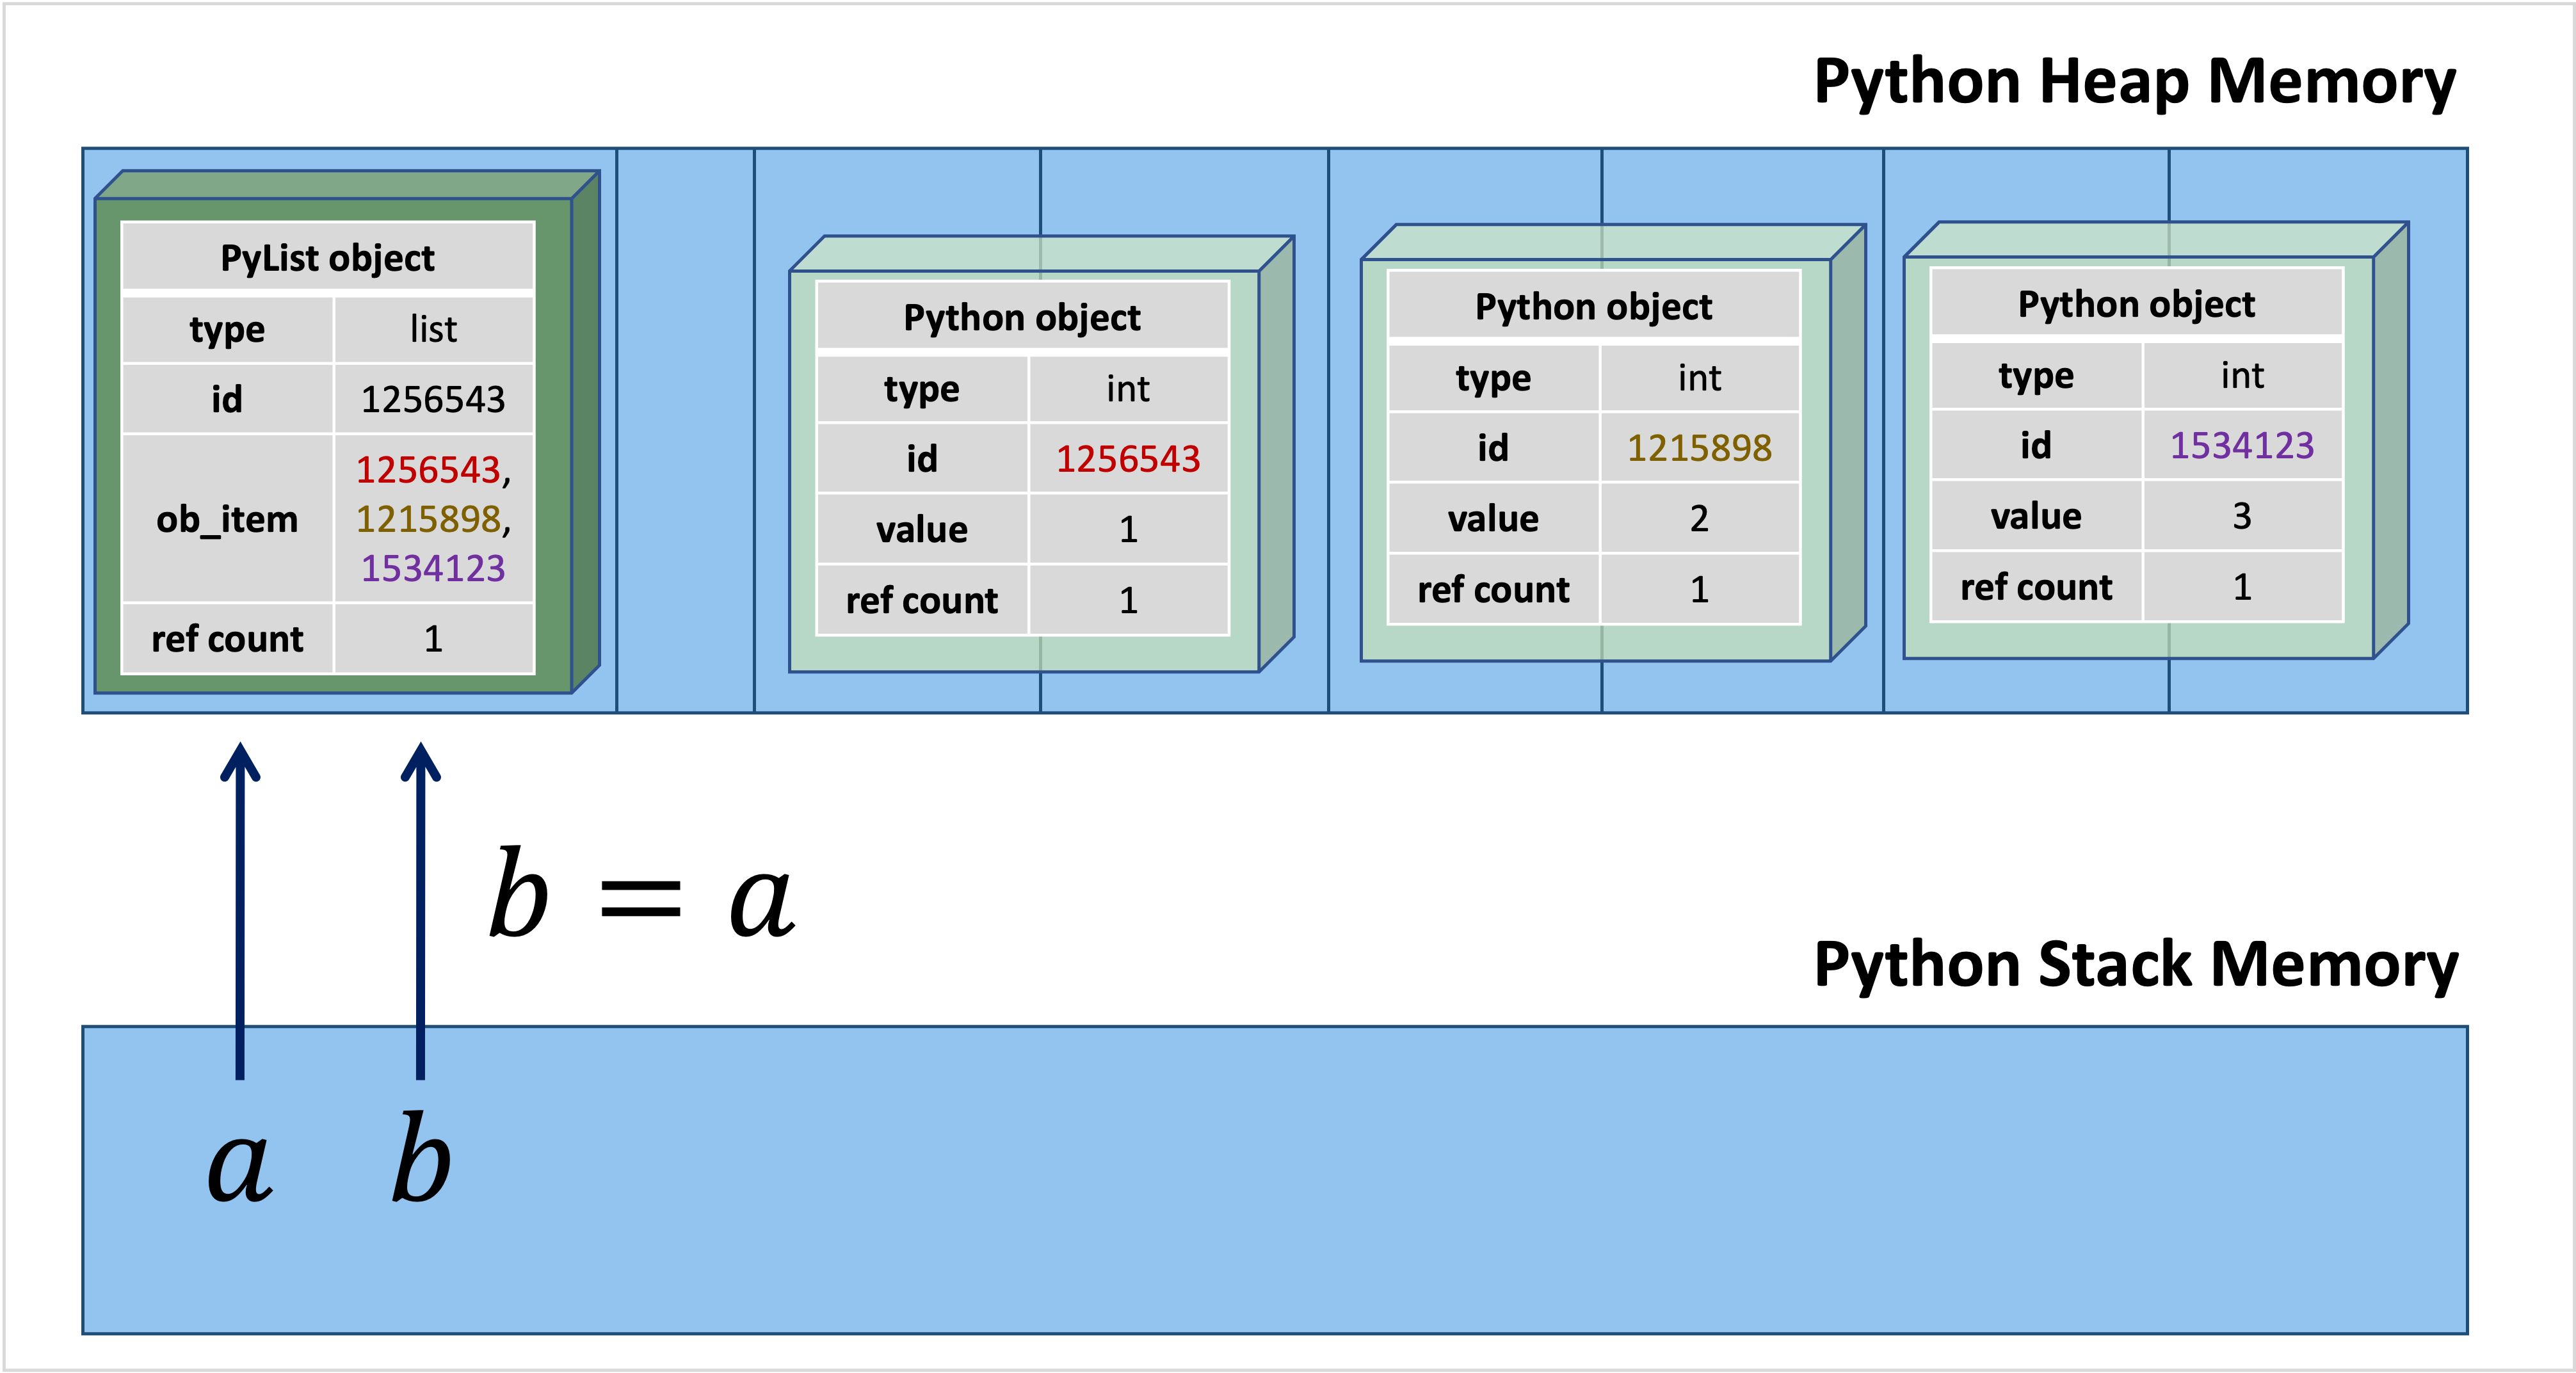 Python Heap Memory
PyList object
type list
id 1256543
ob_item 1256543,
1215898,
1534123
ref count 1
Python object
type int
id 1256543
value 1
ref count 1
Python object
type int
id 1215898
value 2
ref count 1
Python object
type int
id 1534123
value 3
ref count 1
b = a
Python Stack Memory
a b